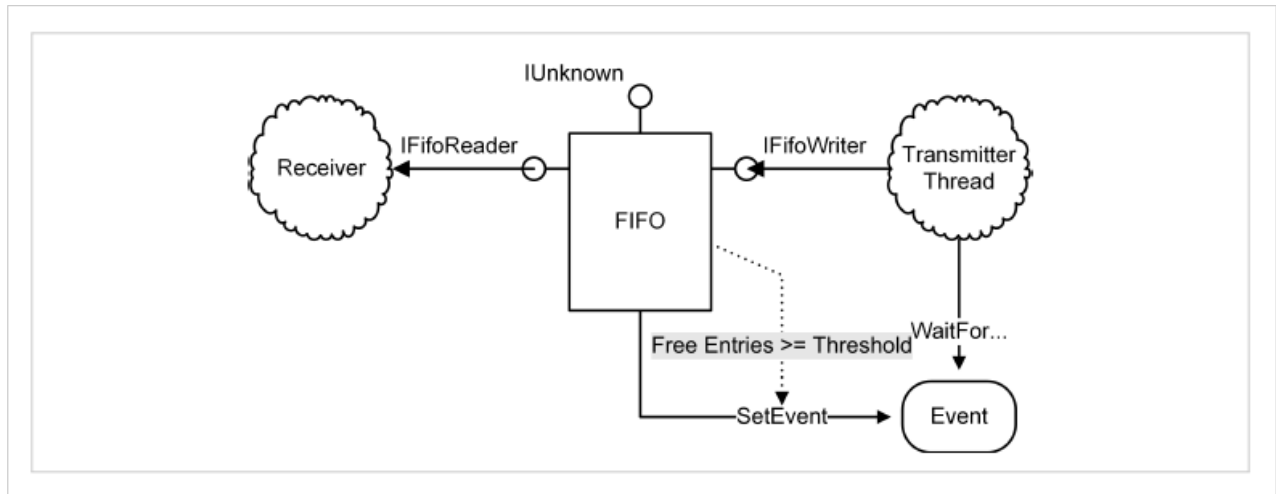 IUnknown
IFifoReader
IFifoWriter
Receiver
Transmitter
Thread
FIFO
WaitFor...
Free Entries >= Threshold
SetEvent
Event